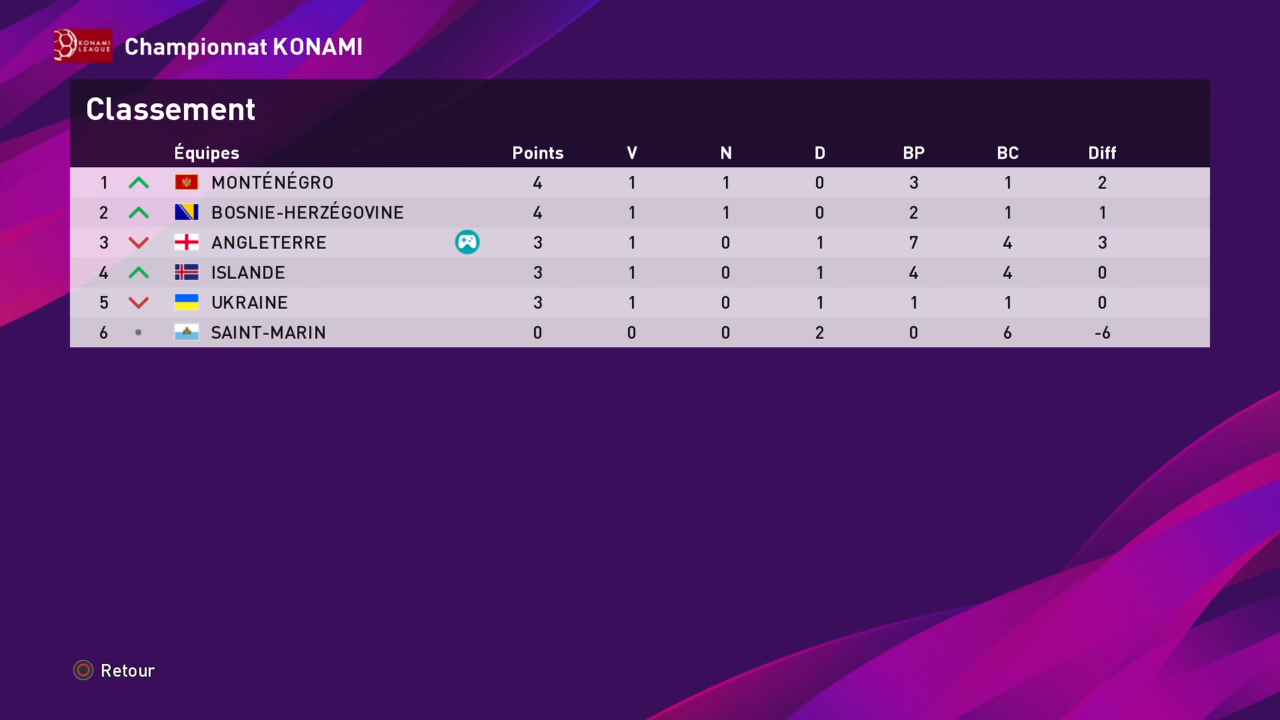 KONAMI LEAGUE Championnat KONAMI
Classement
Équipes Points V N D BP BC Diff
1 MONTÉNÉGRO 4 1 1 0 3 1 2
2 BOSNIE-HERZÉGOVINE 4 1 1 0 2 1 1
3 ANGLETERRE 3 1 0 1 7 4 3
4 ISLANDE 3 1 0 1 4 4 0
5 UKRAINE 3 1 0 1 1 1 0
6 SAINT-MARIN 0 0 0 2 0 6 -6
Retour